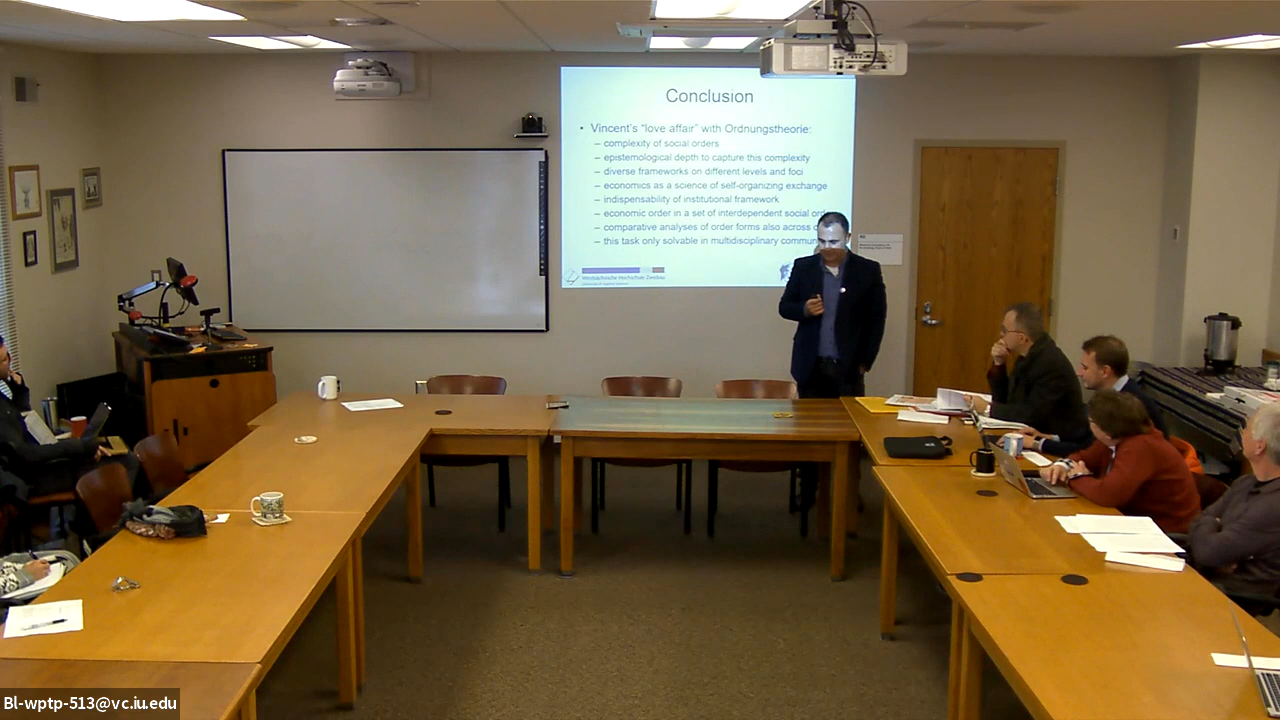 Conclusion
• Vincent's "love affair" with Ordnungstheorie:
– complexity of social orders
– epistemological depth to capture this complexity
– diverse frameworks on different levels and foci
– economics as a science of self-organizing exchange
– indispensability of institutional framework
– economic order in a set of interdependent social
– comparative analyses of order forms also across
– this task only solvable in multidisciplinary
Westsächsische Hochschule Zwickau
Bl-wptp-513@vc.iu.edu